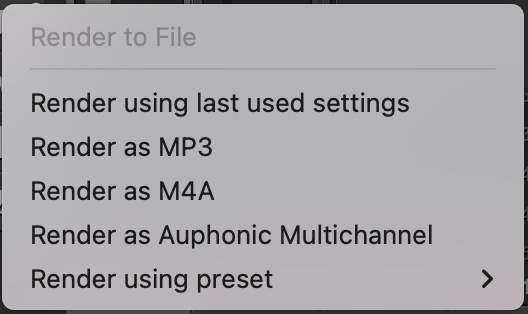 Render to File
Render using last used settings
Render as MP3
Render as M4A
Render as Auphonic Multichannel
Render using preset